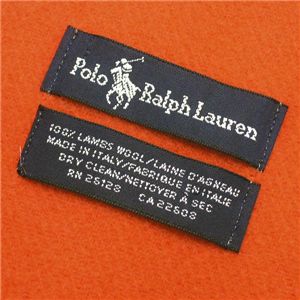 Polo Ralph Lauren
100% LAMBS WOOL/LAINE D'AGNEAU
MADE IN ITALY/FABRIQUE EN ITALIE
DRY CLEAN/NETTOYER À SEC
RN 25128 CA 22608